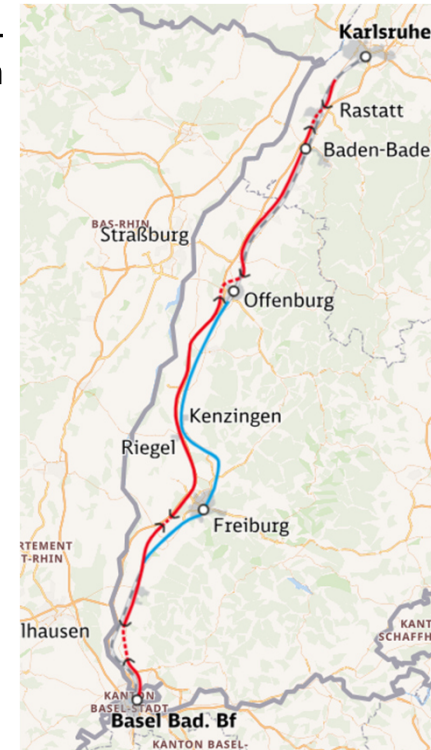 Karlsruhe
Rastatt
Baden-Bade
BAS-RHIN
Straßburg
Offenburg
Kenzingen
Riegel
Freiburg
RTEMENT
T-RHIN
lhausen
KANT
SCHAFFH
KANTON
BASEL-STADT
Basel Bad. Bf
KANTON BASEL-